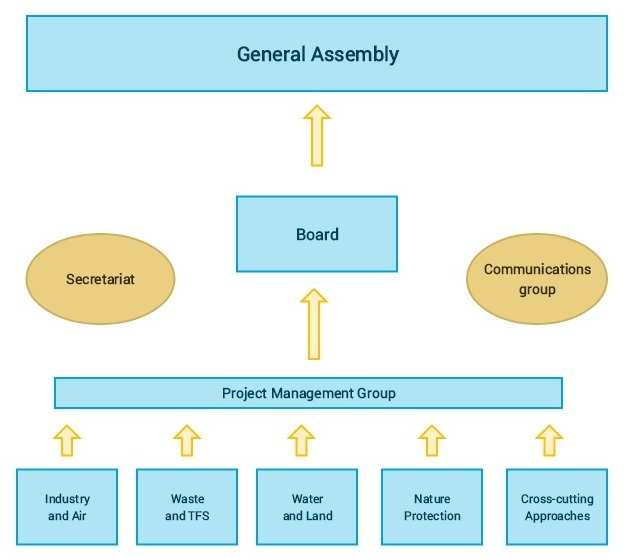 General Assembly
Board
Secretariat
Communications
group
Project Management Group
Industry
and Air
Waste
and TFS
Water
and Land
Nature
Protection
Cross-cutting
Approaches